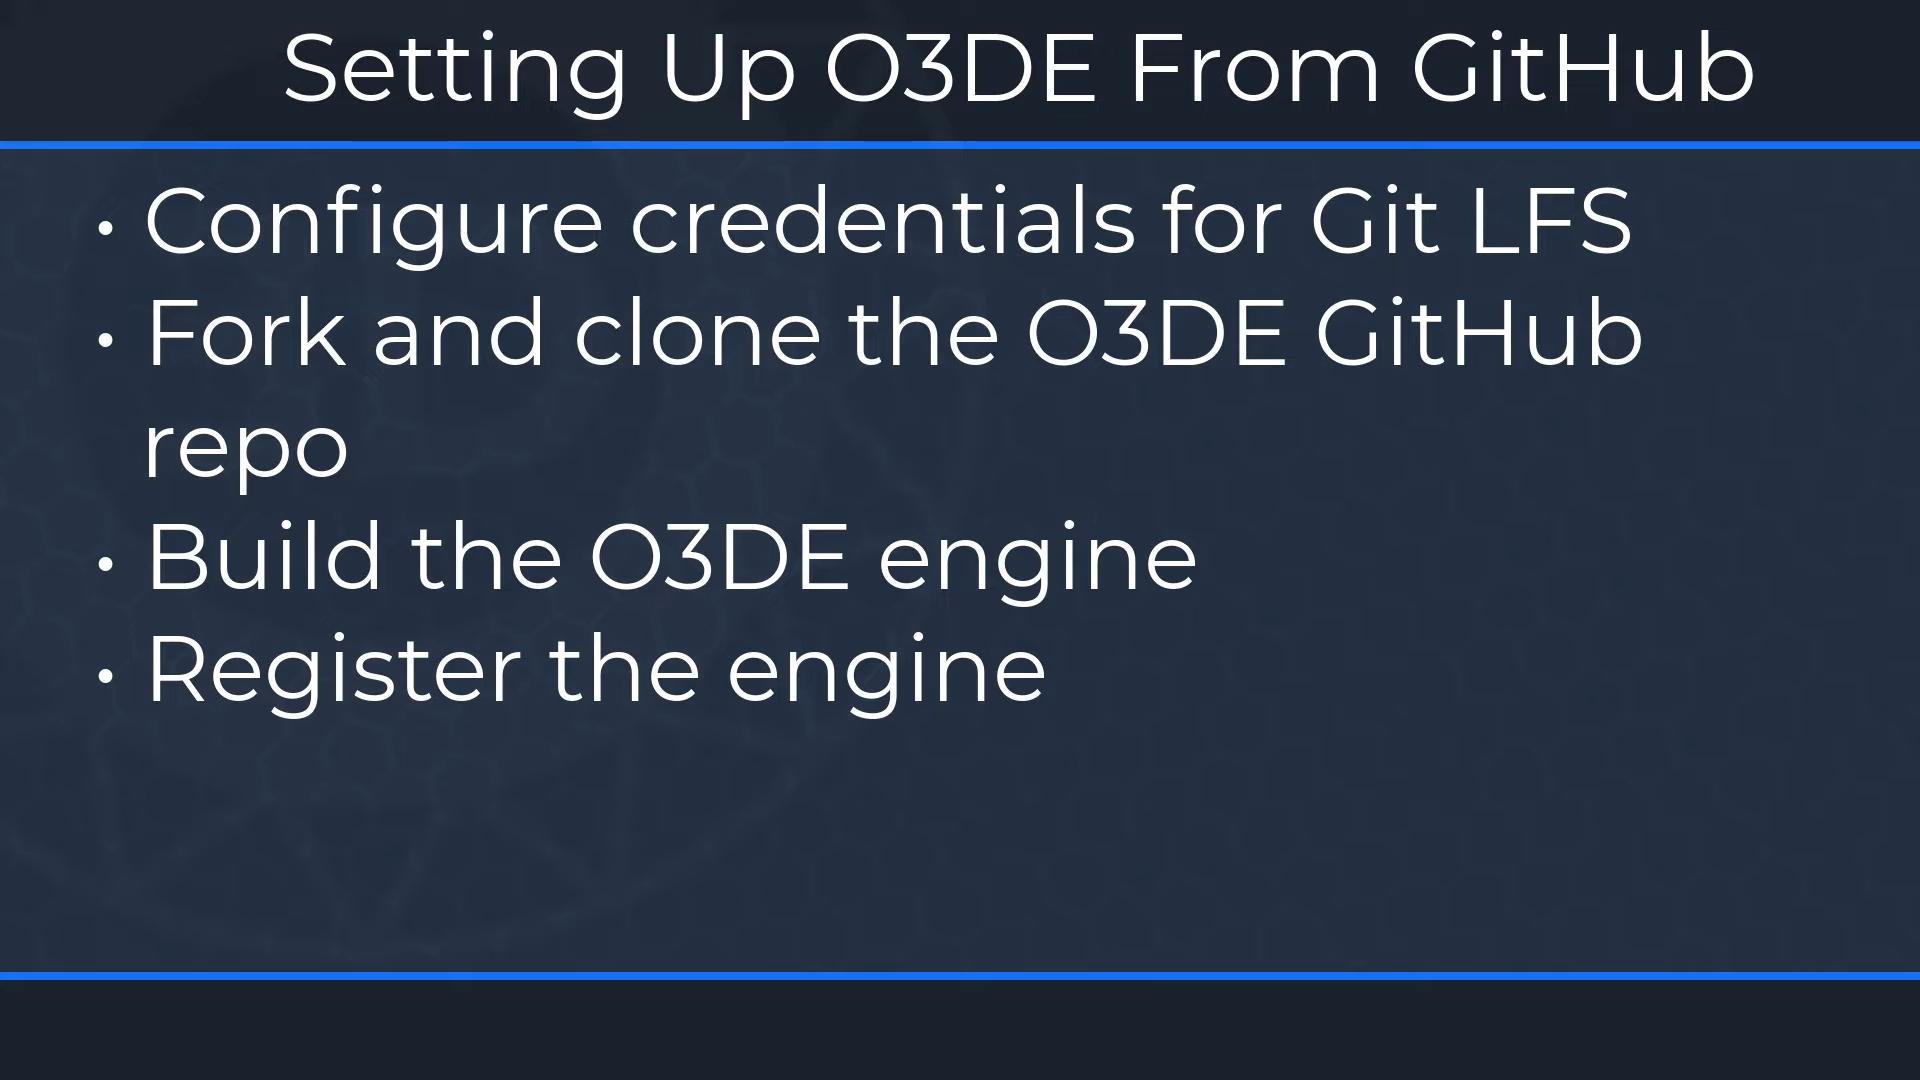 Setting Up O3DE From GitHub
• Configure credentials for Git LFS
• Fork and clone the O3DE GitHub
repo
• Build the O3DE engine
• Register the engine